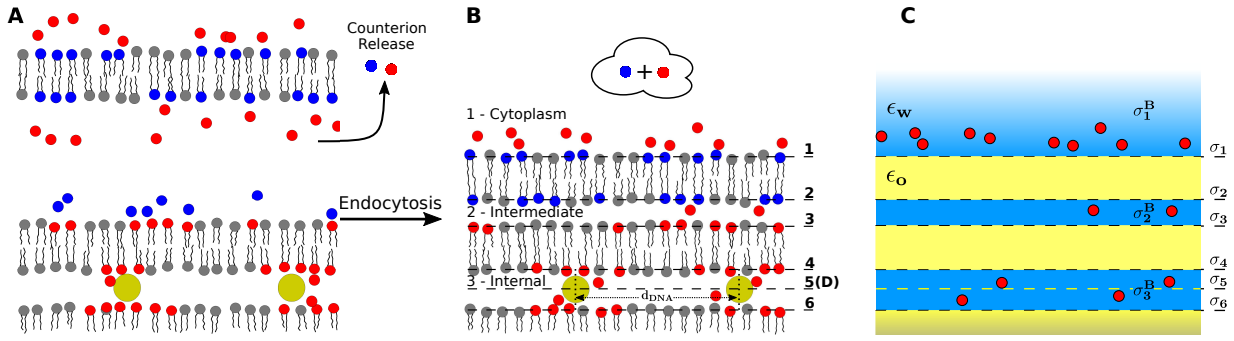 A
Counterion
Release
Endocytosis
B
+
1 - Cytoplasm
1
2
2 - Intermediate
3
4
3 - Internal
5(D)
d_DNA
6
C
ϵ_W
σ_1^B
σ_1
ϵ_O
σ_2
σ_2^B
σ_3
σ_4
σ_5
σ_3^B
σ_6